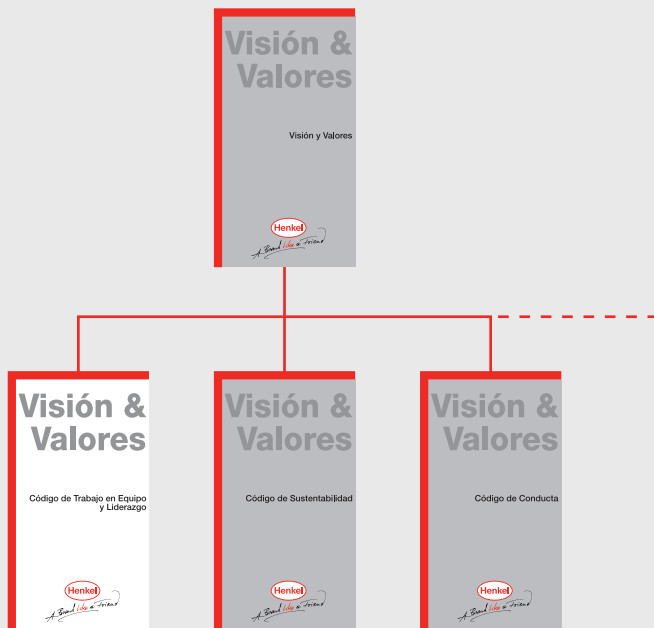 Visión &
Valores
Visión y Valores
Henkel
A Brand like a Friend
Visión &
Valores
Código de Trabajo en Equipo
y Liderazgo
Henkel
A Brand like a Friend
Visión &
Valores
Código de Sustentabilidad
Henkel
A Brand like a Friend
Visión &
Valores
Código de Conducta
Henkel
A Brand like a Friend